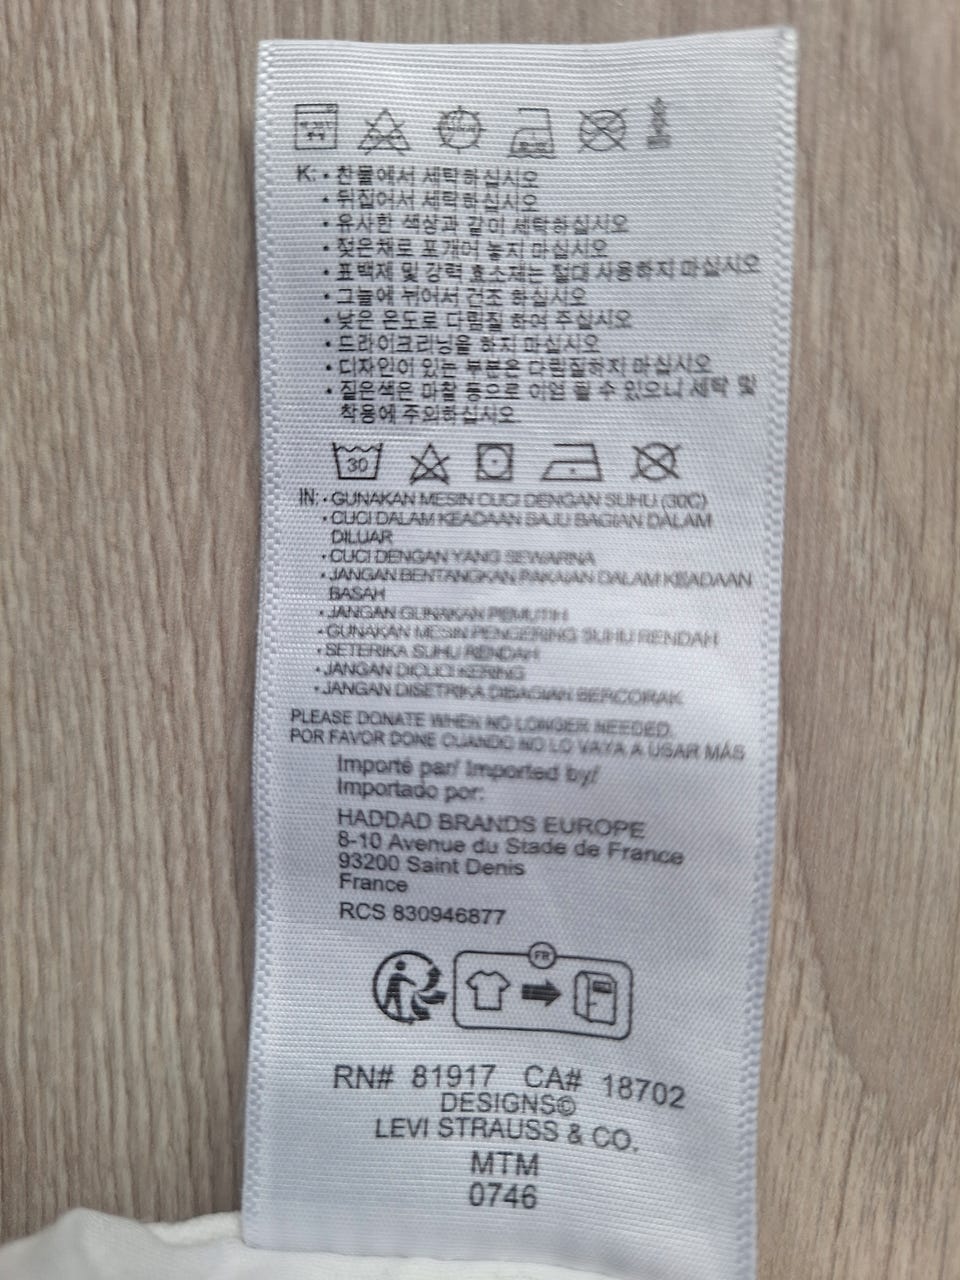 K: • 찬물에서 세탁하십시오
• 뒤집어서 세탁하십시오
• 유사한 색상과 같이 세탁하십시오
• 젖은채로 포개어 놓지 마십시오
• 표백제 및 강력 효소제는 절대 사용하지 마십시오
• 그늘에 뉘어서 건조 하십시오
• 낮은 온도로 다림질 하여 주십시오
• 드라이크리닝을 하지 마십시오
• 디자인이 있는 부분은 다림질하지 마십시오
• 짙은색은 마찰 등으로 이염 될 수 있으니 세탁 및
착용에 주의하십시오.
30
IN: • GUNAKAN MESIN CUCI DENGAN SUHU (30C)
• CUCI DALAM KEADAAN BAJU BAGIAN DALAM
DILUAR
• CUCI DENGAN YANG SEWARNA
• JANGAN BENTANGKAN PAKAIAN DALAM KEADAAN
BASAH
• JANGAN GUNAKAN PEMUTIH
• GUNAKAN MESIN PENGERING SUHU RENDAH
• SETERIKA SUHU RENDAH
• JANGAN DICUCI KERING
• JANGAN DISETRIKA DIBAGIAN BERCORAK
PLEASE DONATE WHEN NO LONGER NEEDED.
POR FAVOR DONE CUANDO NO LO VAYA A USAR MÁS
Importé par/ Imported by/
Importado por:
HADDAD BRANDS EUROPE
8-10 Avenue du Stade de France
93200 Saint Denis
France
RCS 830946877
FR
RN# 81917 CA# 18702
DESIGNS©
LEVI STRAUSS & CO.
MTM
0746